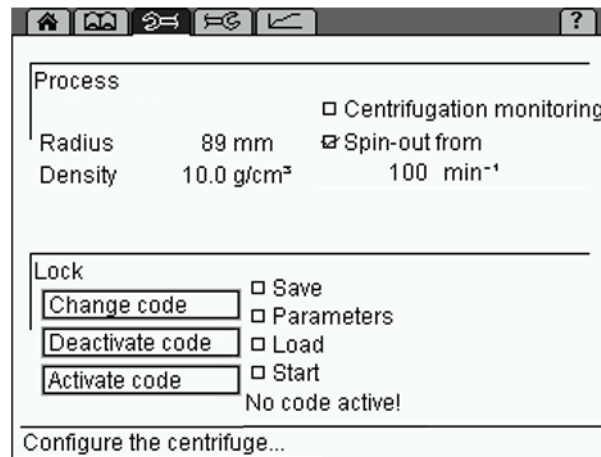 ?
Process
Centrifugation monitoring
Radius 89 mm Spin-out from
Density 10.0 g/cm³ 100 min⁻¹
Lock
Save
Change code
Parameters
Deactivate code Load
Activate code Start
No code active!
Configure the centrifuge...